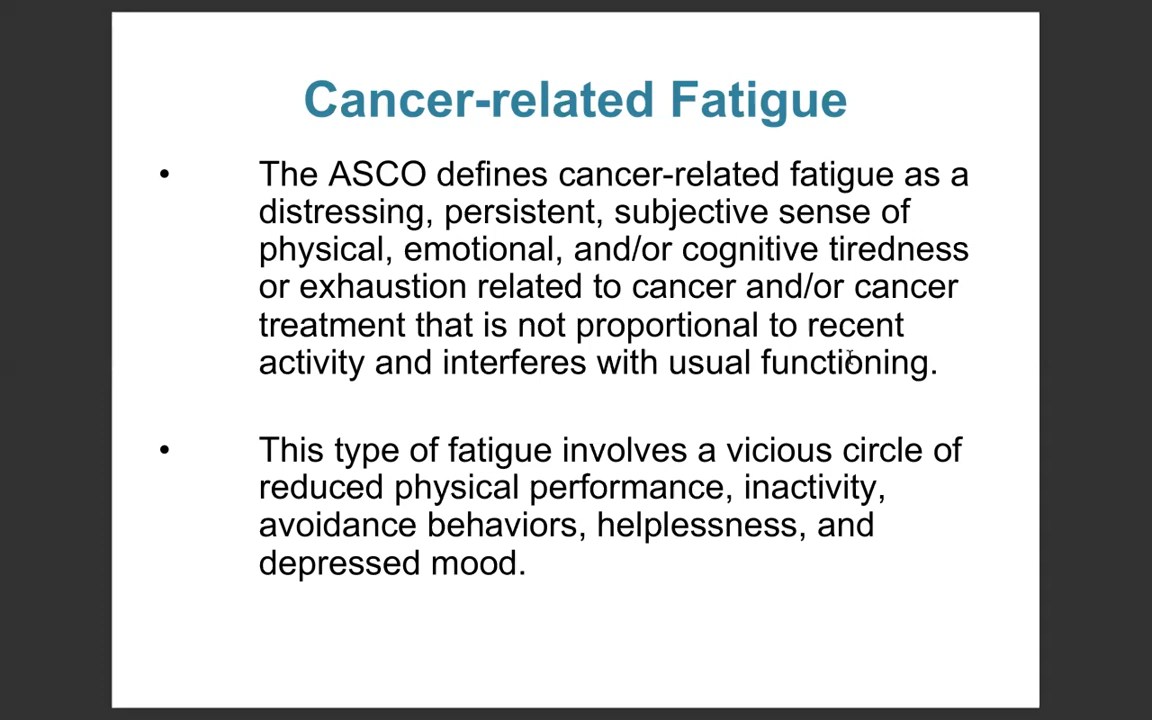 Cancer-related Fatigue
• The ASCO defines cancer-related fatigue as a
distressing, persistent, subjective sense of
physical, emotional, and/or cognitive tiredness
or exhaustion related to cancer and/or cancer
treatment that is not proportional to recent
activity and interferes with usual functioning.
• This type of fatigue involves a vicious circle of
reduced physical performance, inactivity,
avoidance behaviors, helplessness, and
depressed mood.